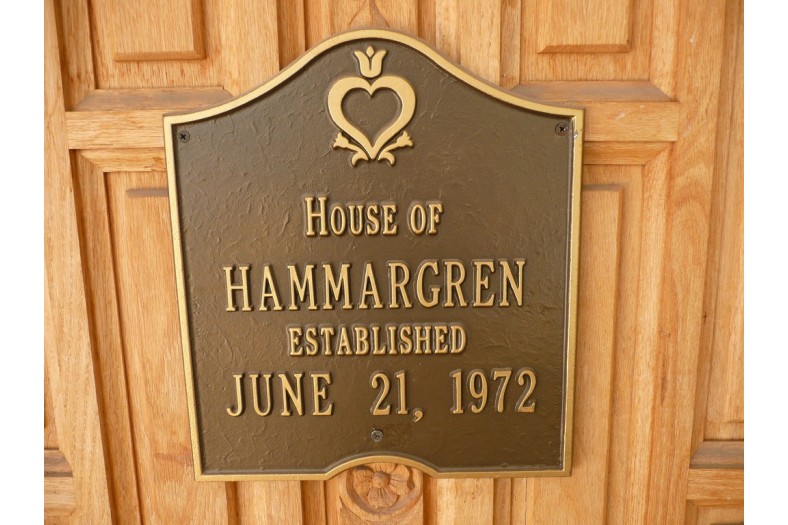 House of
HAMMARGREN
ESTABLISHED
JUNE 21, 1972